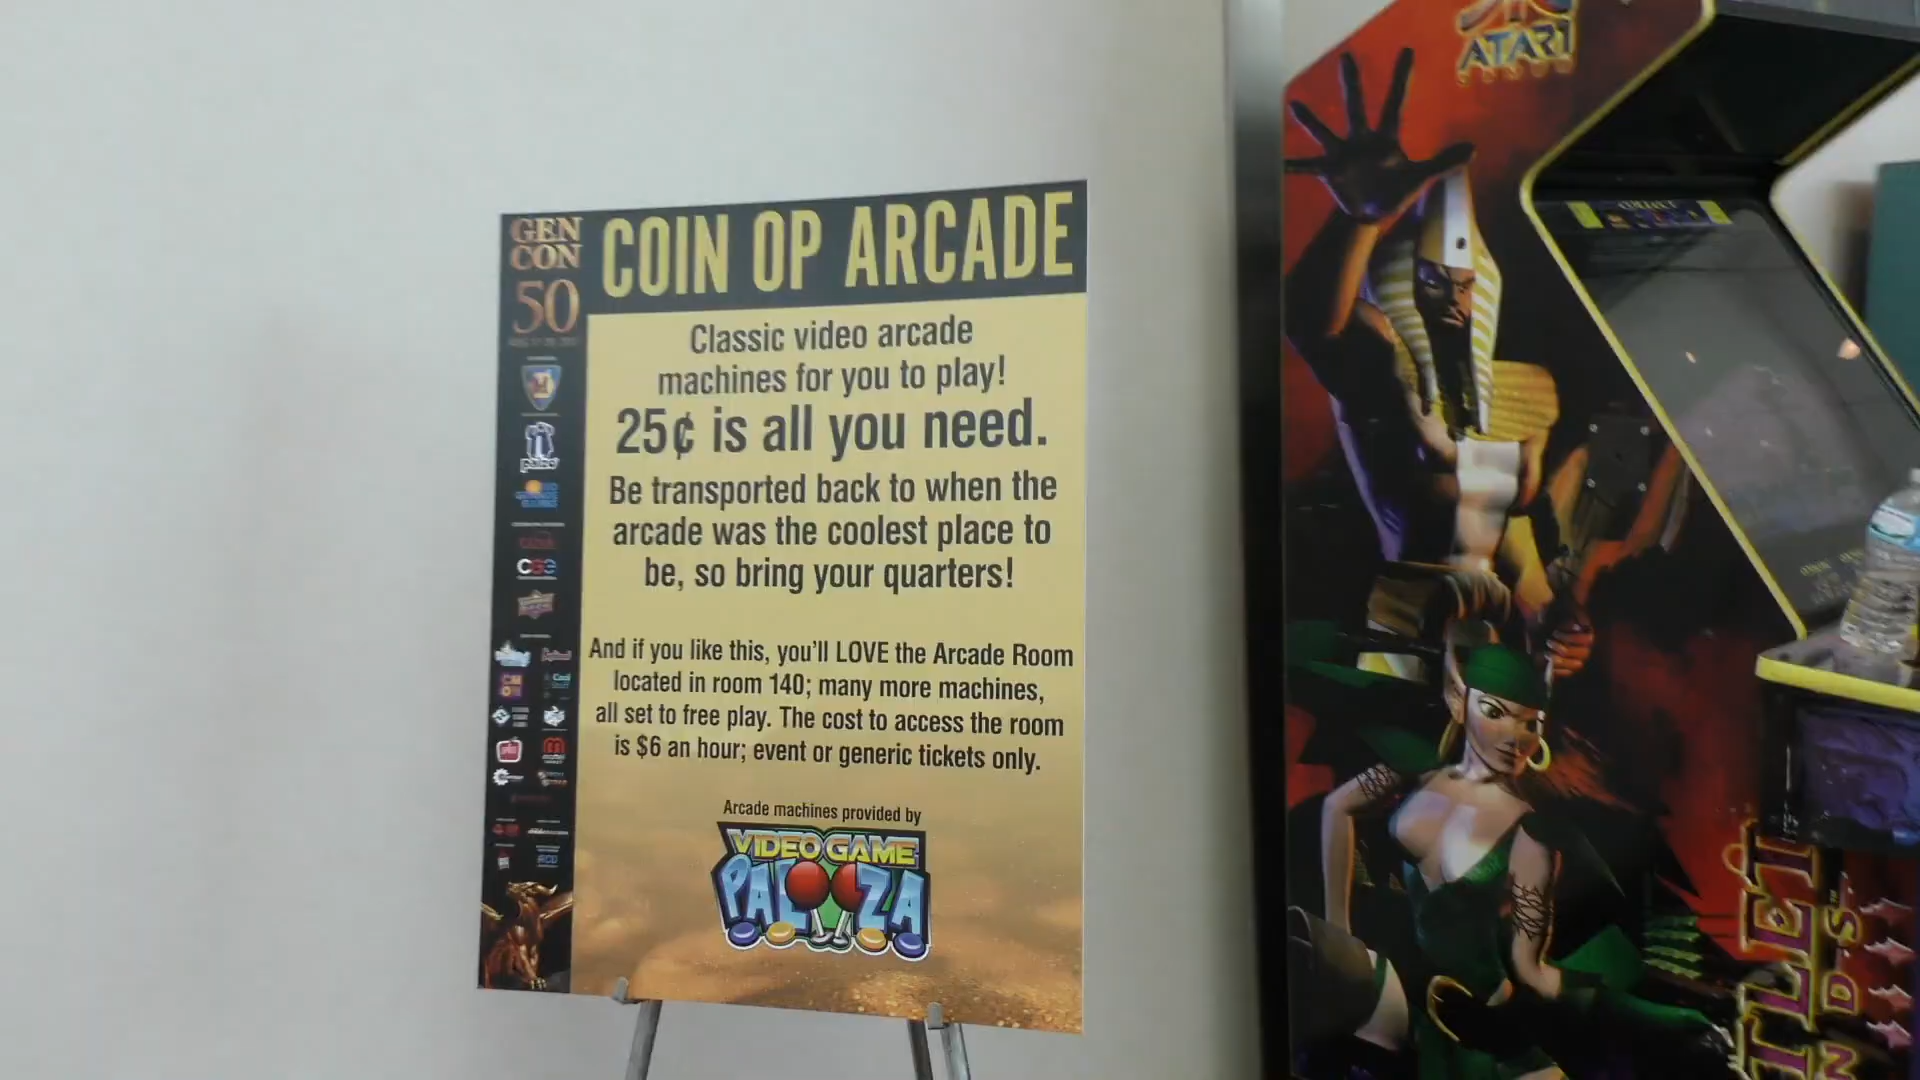 GEN
CON
50
COIN OP ARCADE
Classic video arcade
machines for you to play!
25¢ is all you need.
Be transported back to when the
arcade was the coolest place to
be, so bring your quarters!
And if you like this, you'll LOVE the Arcade Room
located in room 140; many more machines,
all set to free play. The cost to access the room
is $6 an hour; event or generic tickets only.
Arcade machines provided by
VIDEO GAME
PALOOZA
CGE
ATARI
COLLECT